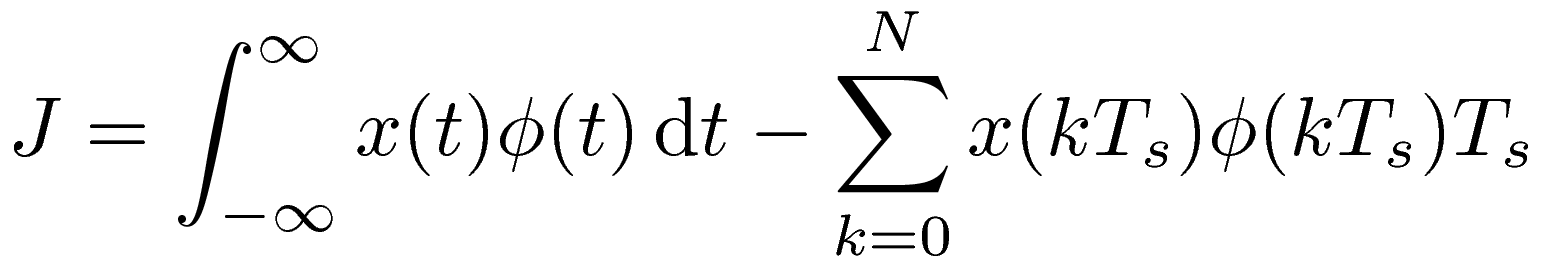 J = \int_{-\infty}^{\infty} x(t)\phi(t)\,\mathrm{d}t - \sum_{k=0}^{N} x(kT_s)\phi(kT_s)T_s